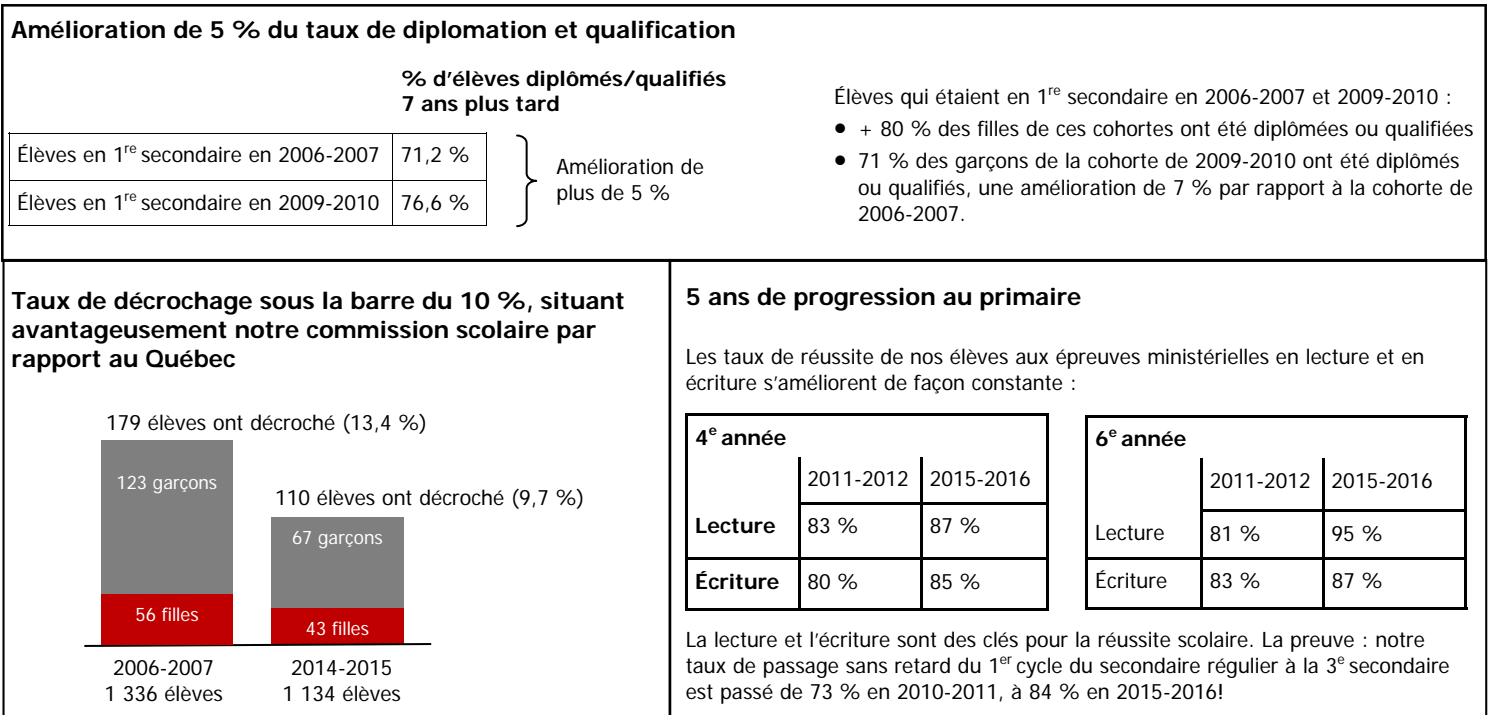 Amélioration de 5 % du taux de diplomation et qualification
% d'élèves diplômés/qualifiés
7 ans plus tard
Élèves en 1re secondaire en 2006-2007 71,2 %
Élèves en 1re secondaire en 2009-2010 76,6 %
Amélioration de
plus de 5 %
Élèves qui étaient en 1re secondaire en 2006-2007 et 2009-2010 :
• + 80 % des filles de ces cohortes ont été diplômées ou qualifiées
• 71 % des garçons de la cohorte de 2009-2010 ont été diplômés
ou qualifiés, une amélioration de 7 % par rapport à la cohorte de
2006-2007.
Taux de décrochage sous la barre du 10 %, situant
avantageusement notre commission scolaire par
rapport au Québec
179 élèves ont décroché (13,4 %)
123 garçons
56 filles
110 élèves ont décroché (9,7 %)
67 garçons
43 filles
2006-2007
1 336 élèves
2014-2015
1 134 élèves
5 ans de progression au primaire
Les taux de réussite de nos élèves aux épreuves ministérielles en lecture et en
écriture s'améliorent de façon constante :
4e année
2011-2012 2015-2016
Lecture 83 % 87 %
Écriture 80 % 85 %
6e année
2011-2012 2015-2016
Lecture 81 % 95 %
Écriture 83 % 87 %
La lecture et l'écriture sont des clés pour la réussite scolaire. La preuve : notre
taux de passage sans retard du 1er cycle du secondaire régulier à la 3e secondaire
est passé de 73 % en 2010-2011, à 84 % en 2015-2016!